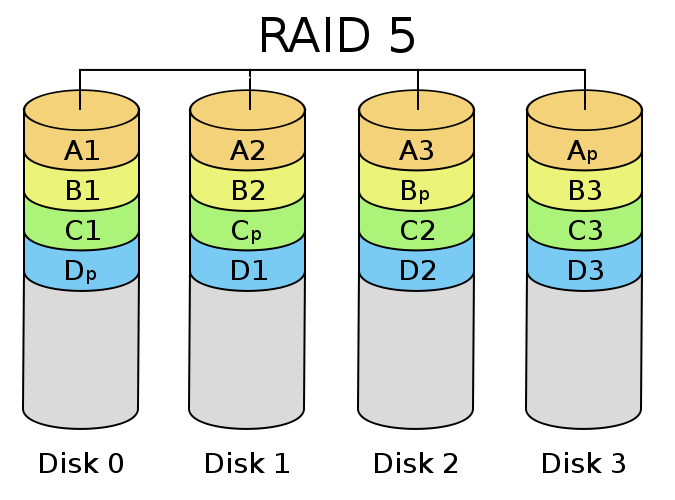 RAID 5
A1 A2 A3 Ap
B1 B2 Bp B3
C1 Cp C2 C3
Dp D1 D2 D3
Disk 0 Disk 1 Disk 2 Disk 3